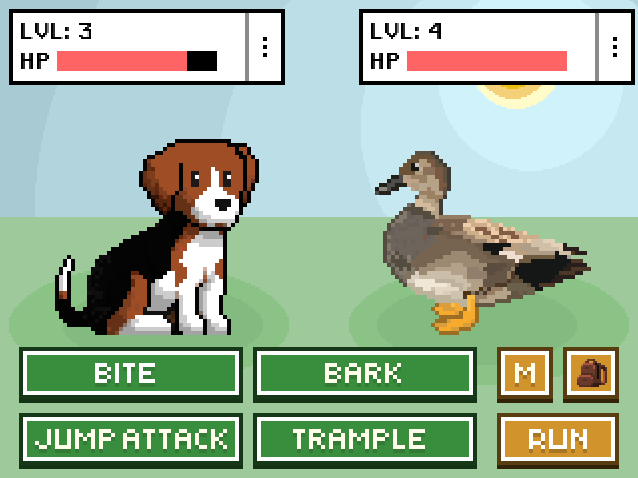 LVL: 3
HP
LVL: 4
HP
BITE
BARK
M
JUMP ATTACK
TRAMPLE
RUN